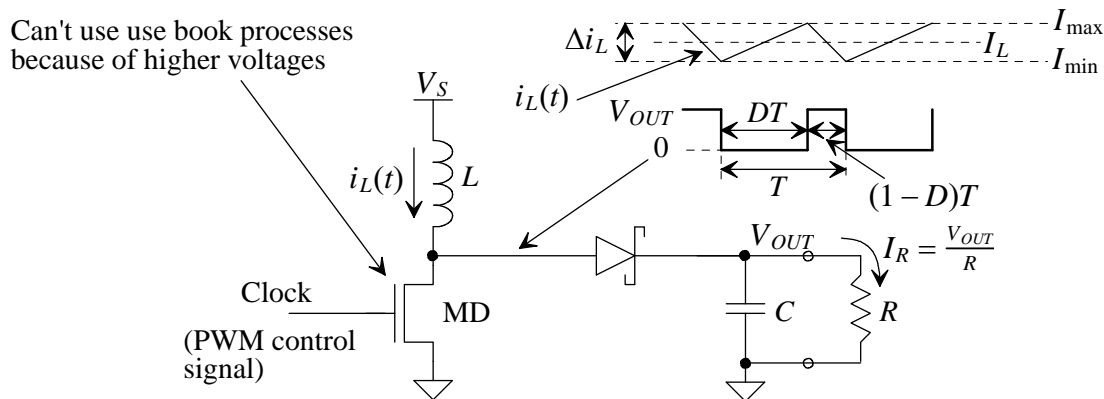 Can't use use book processes
because of higher voltages
Δi_L
I_max
I_L
I_min
i_L(t)
V_S
V_OUT
DT
0
T
(1 – D)T
i_L(t)
L
V_OUT
I_R = V_OUT/R
Clock
MD
C
R
(PWM control
signal)